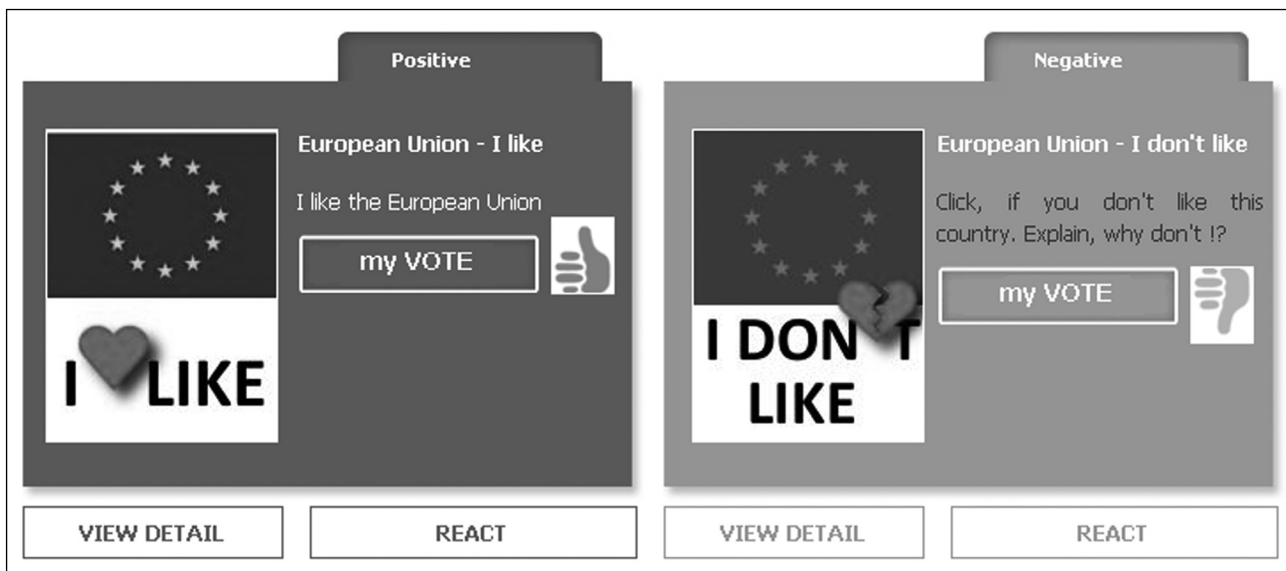 Positive
European Union - I like
I like the European Union
my VOTE
I LIKE
VIEW DETAIL
REACT
Negative
European Union - I don't like
Click, if you don't like this
country. Explain, why don't !?
my VOTE
I DON T
LIKE
VIEW DETAIL
REACT